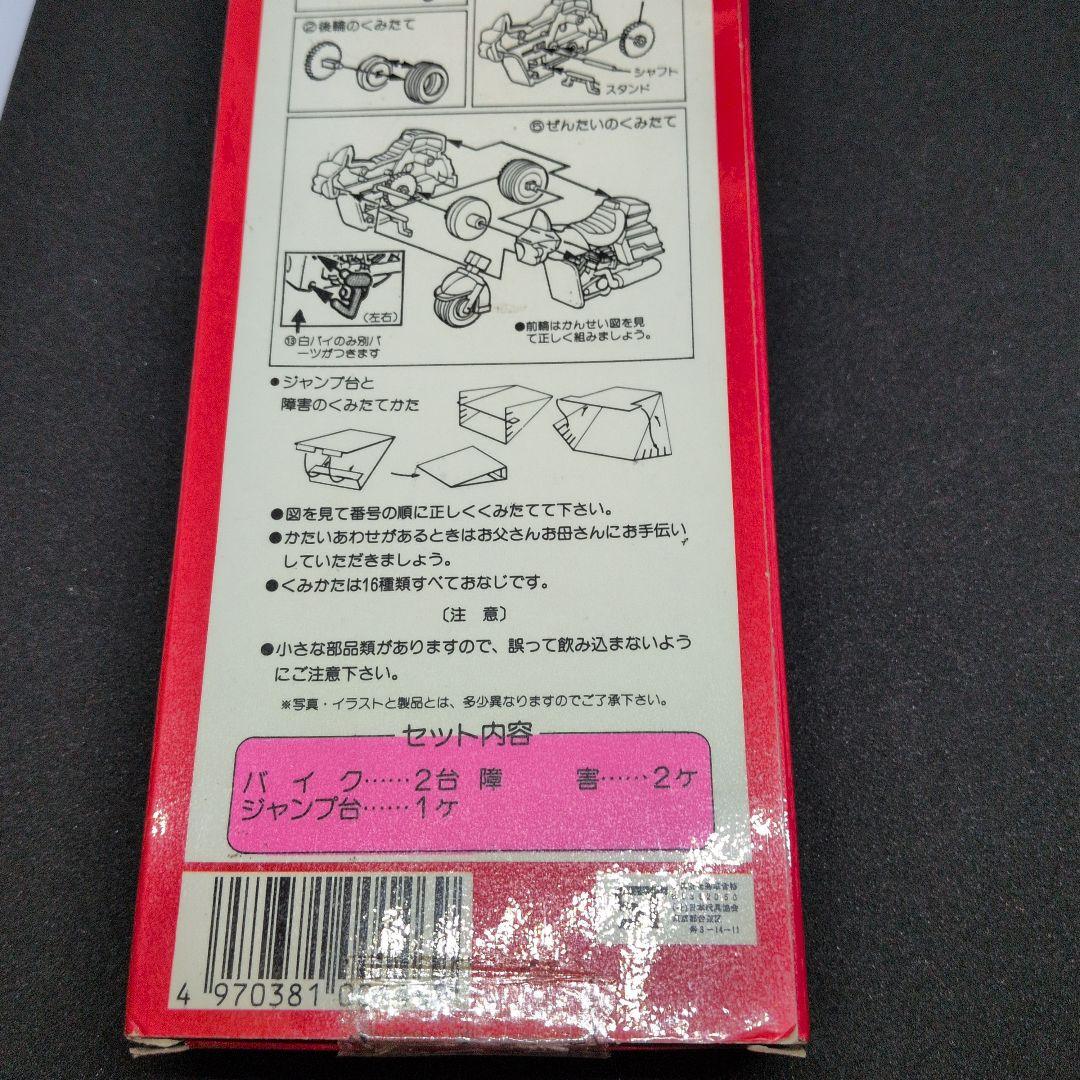 ②後輪のくみたて
シャフト
スタンド
⑤ぜんたいのくみたて
(左右)
⑬白バイのみ別パ
ーツがつきます
●前輪はかんせい図を見
て正しく組みましょう。
●ジャンプ台と
障害のくみたてかた
●図を見て番号の順に正しくくみたてて下さい。
●かたいあわせがあるときはお父さんお母さんにお手伝い
していただきましょう。
●くみかたは16種類すべておなじです。
〔注 意〕
●小さな部品類がありますので、誤って飲み込まないよう
にご注意下さい。
※写真・イラストと製品とは、多少異なりますのでご了承下さい。
セット内容
バイク……2台 障 害……2ケ
ジャンプ台……1ケ
4 970381
3-14-11